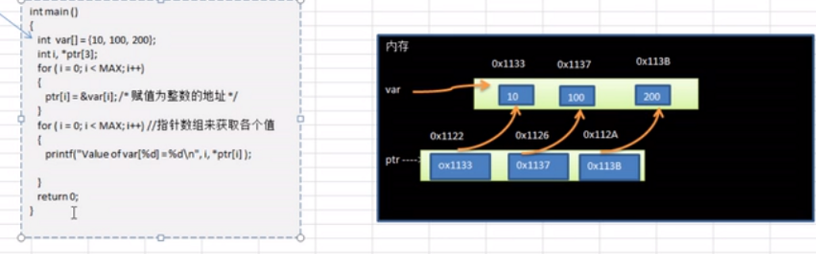 int main ()
{
int var[] = {10, 100, 200};
int i, *ptr[3];
for ( i = 0; i < MAX; i++)
{
ptr[i] = &var[i]; /* 赋值为整数的地址 */
}
for ( i = 0; i < MAX; i++) //指针数组来获取各个值
{
printf("Value of var[%d] = %d\n", i, *ptr[i] );
}
return 0;
}
内存
0x1133 0x1137 0x113B
var
10 100 200
0x1122 0x1126 0x112A
ptr ----
0x1133 0x1137 0x113B